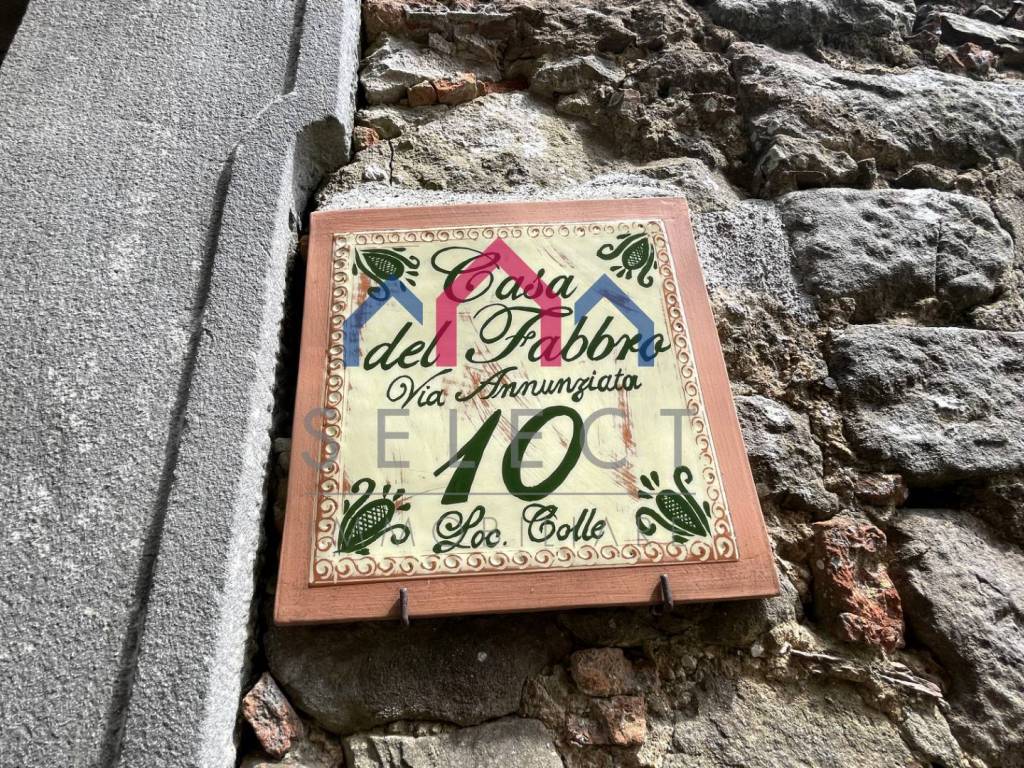 Casa
del Fabbro
Via Annunziata
SELECT
10
Loc. Colle